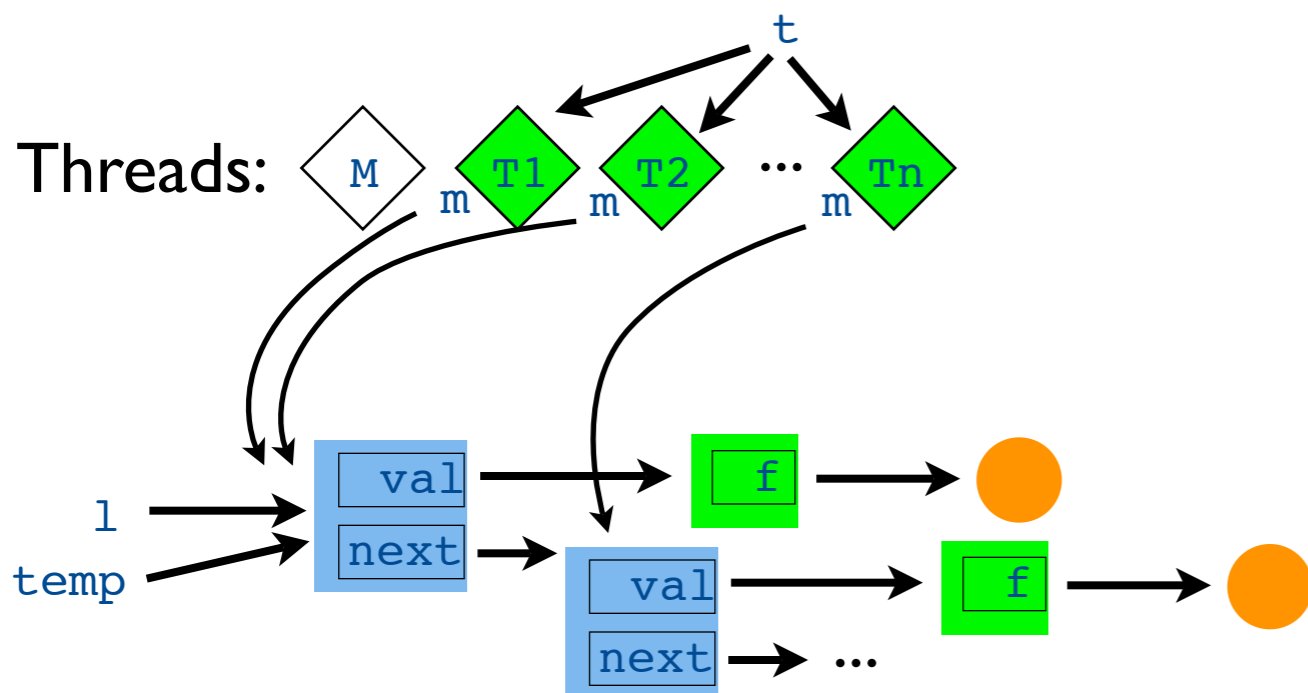 t
Threads: M T1 T2 ... Tn
m m m
val f
l
next
temp
val f
next ...